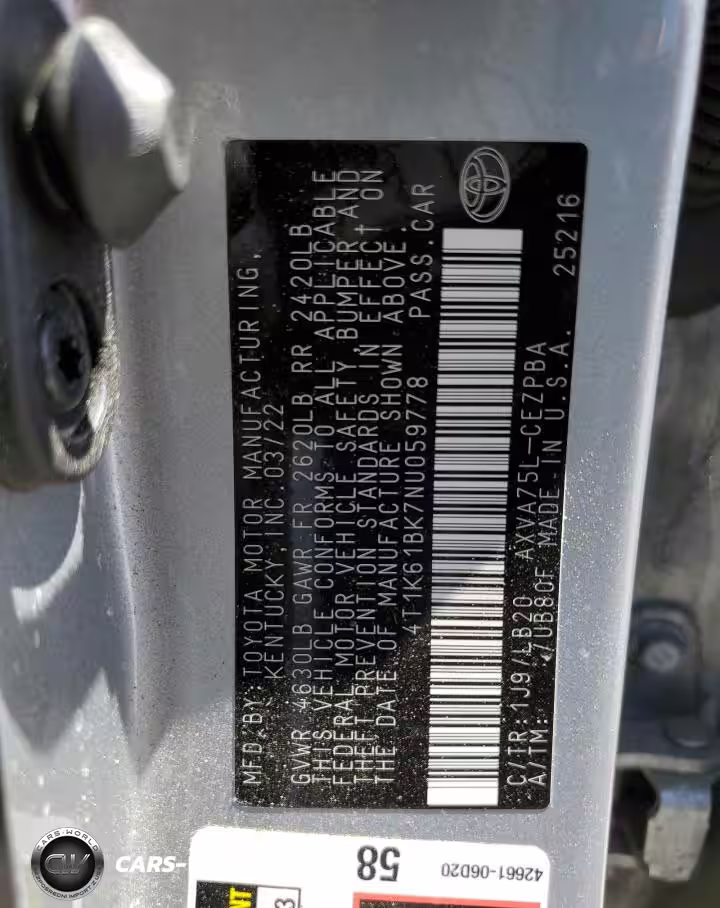 MFD. BY: TOYOTA MOTOR MANUFACTURING,
KENTUCKY, INC. 03/22
GVWR 4630LB GAWR FR 2620LB RR 2420LB
THIS VEHICLE CONFORMS TO ALL APPLICABLE
FEDERAL MOTOR VEHICLE SAFETY, BUMPER AND
THEFT PREVENTION STANDARDS IN EFFECT ON
THE DATE OF MANUFACTURE SHOWN ABOVE.
4T1K61BK7NU059778 PASS.CAR
C/TR:1J9/LB20 AXVA75L-CEZPBA
A/TM: -/UB80F MADE IN U.S.A. 25216
58
42661-06D20
CARS-WORLD
CW
CARS-